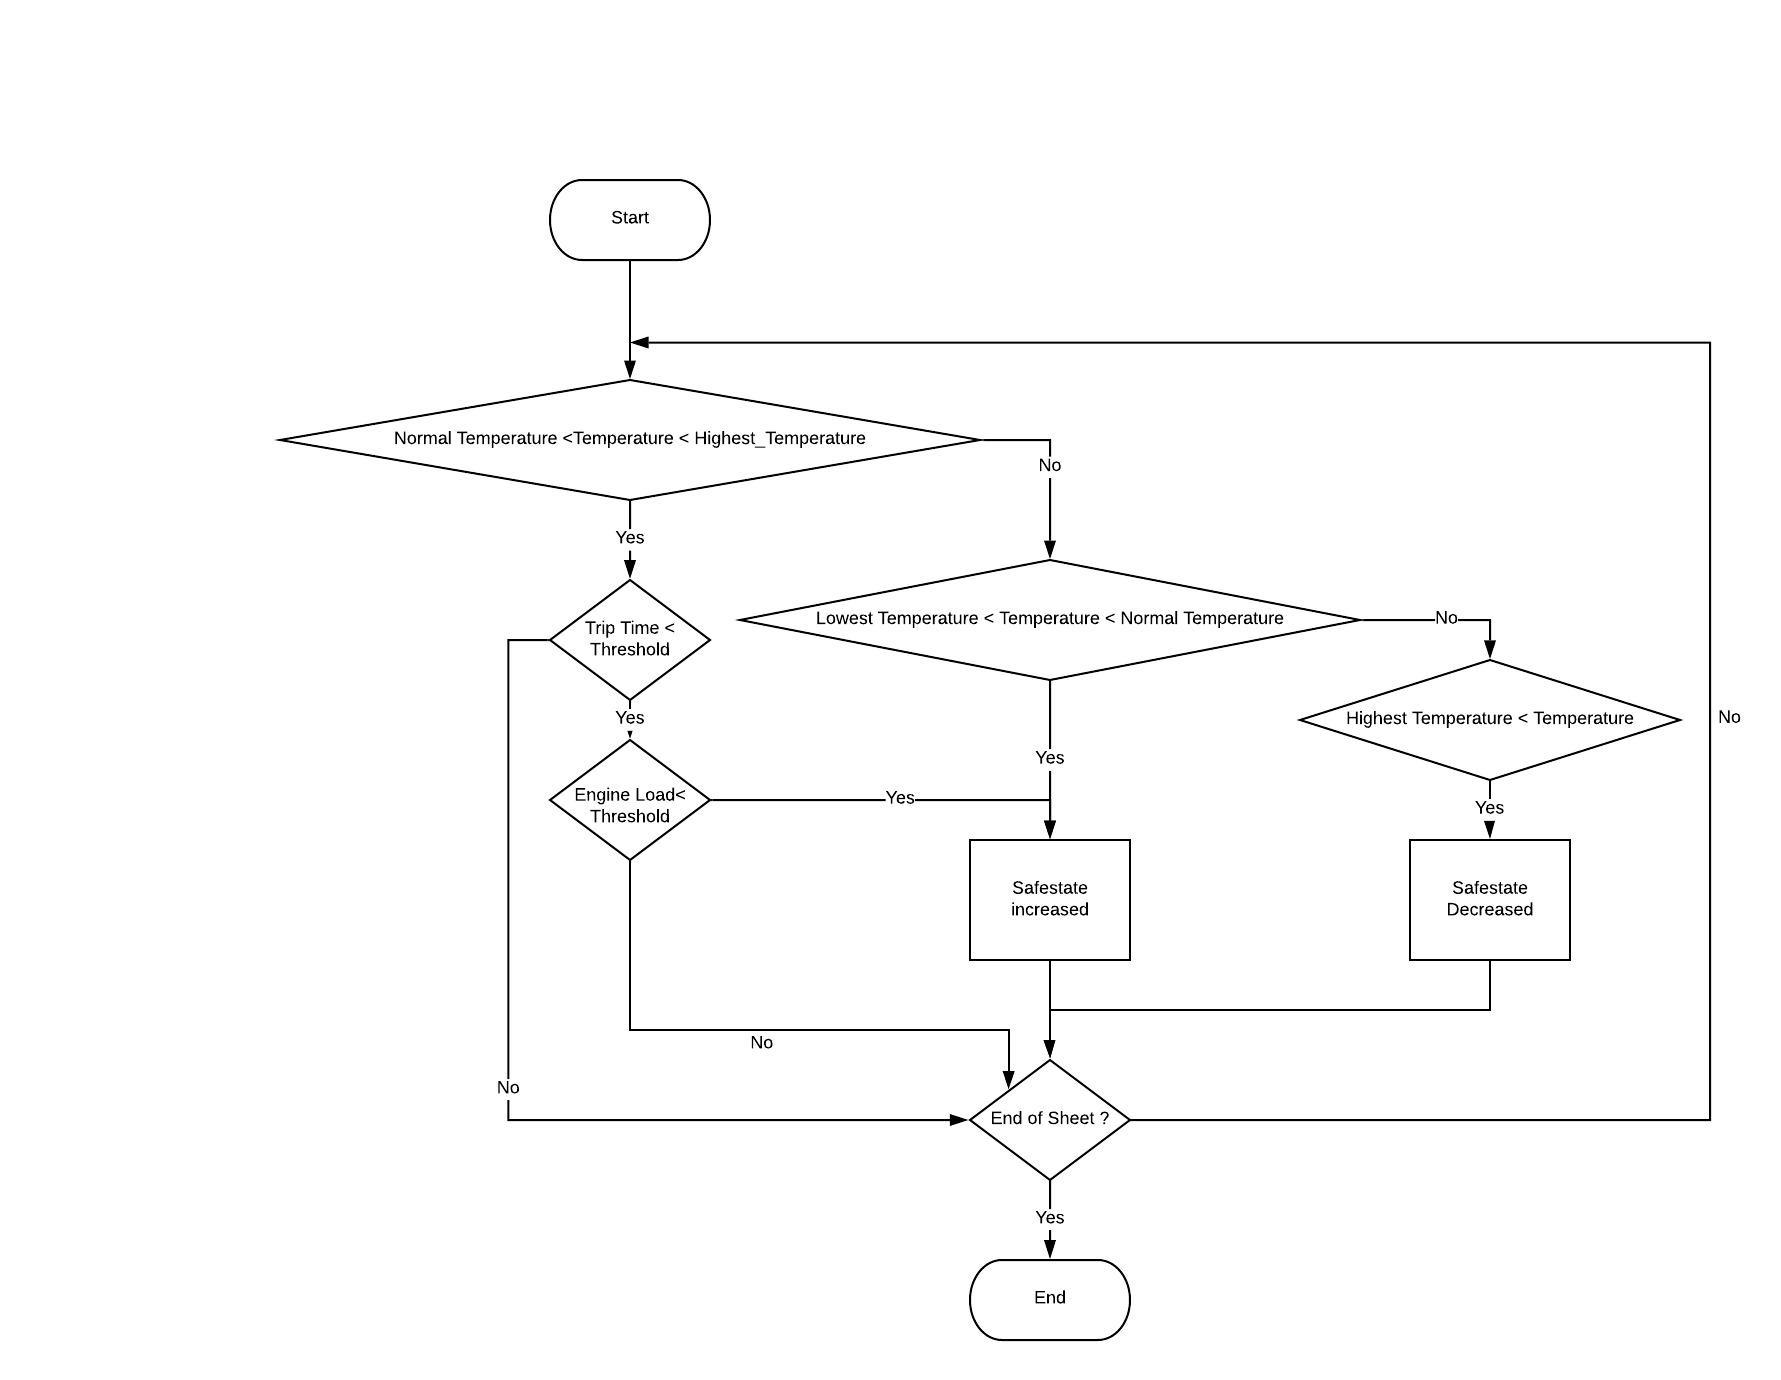 Start
Normal Temperature <Temperature < Highest_Temperature
No
Yes
Lowest Temperature < Temperature < Normal Temperature
No
Trip Time <
Threshold
Yes
Highest Temperature < Temperature
No
Yes
Engine Load<
Threshold
Yes
Yes
Safestate
increased
Safestate
Decreased
No
No
End of Sheet ?
Yes
End